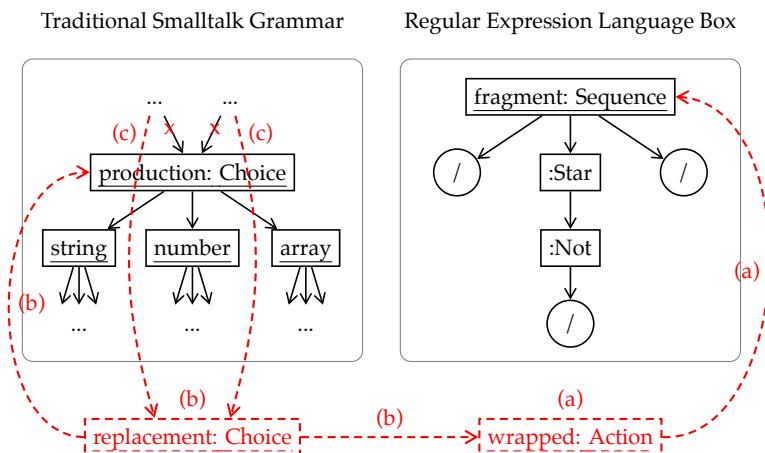 Traditional Smalltalk Grammar
Regular Expression Language Box
... ...
fragment: Sequence
(c) x x (c)
production: Choice
/ :Star /
string number array
:Not
(a)
(b)
... ... ...
/
(b)
(a)
replacement: Choice
(b)
wrapped: Action